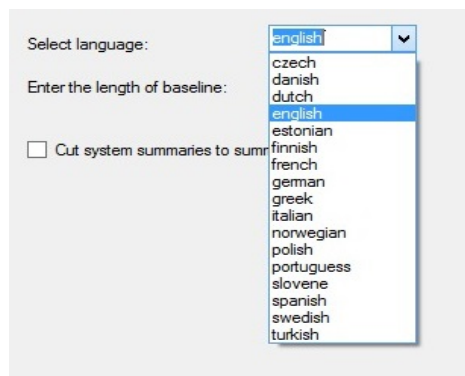 Select language:
english
Enter the length of baseline:
Cut system summaries to sum
czech
danish
dutch
english
estonian
finnish
french
german
greek
italian
norwegian
polish
portuguess
slovene
spanish
swedish
turkish